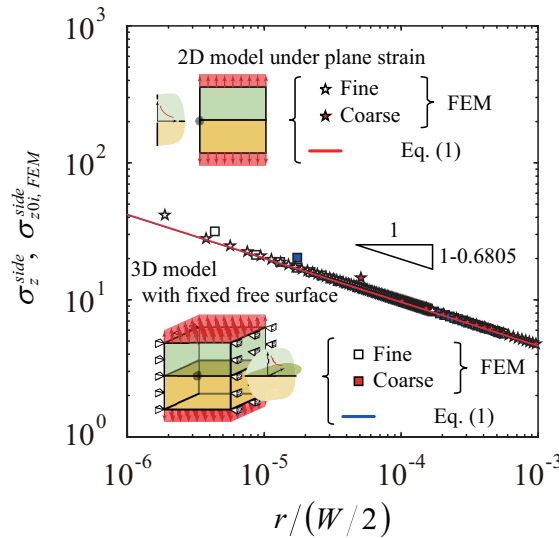 10^3
2D model under plane strain
Fine
Coarse
FEM
Eq. (1)
10^2
σ_z^{side} , σ_{z0i, FEM}^{side}
1
1-0.6805
3D model
with fixed free surface
10^1
Fine
Coarse
FEM
Eq. (1)
10^0
10^-6
10^-5
10^-4
10^-3
r/(W/2)